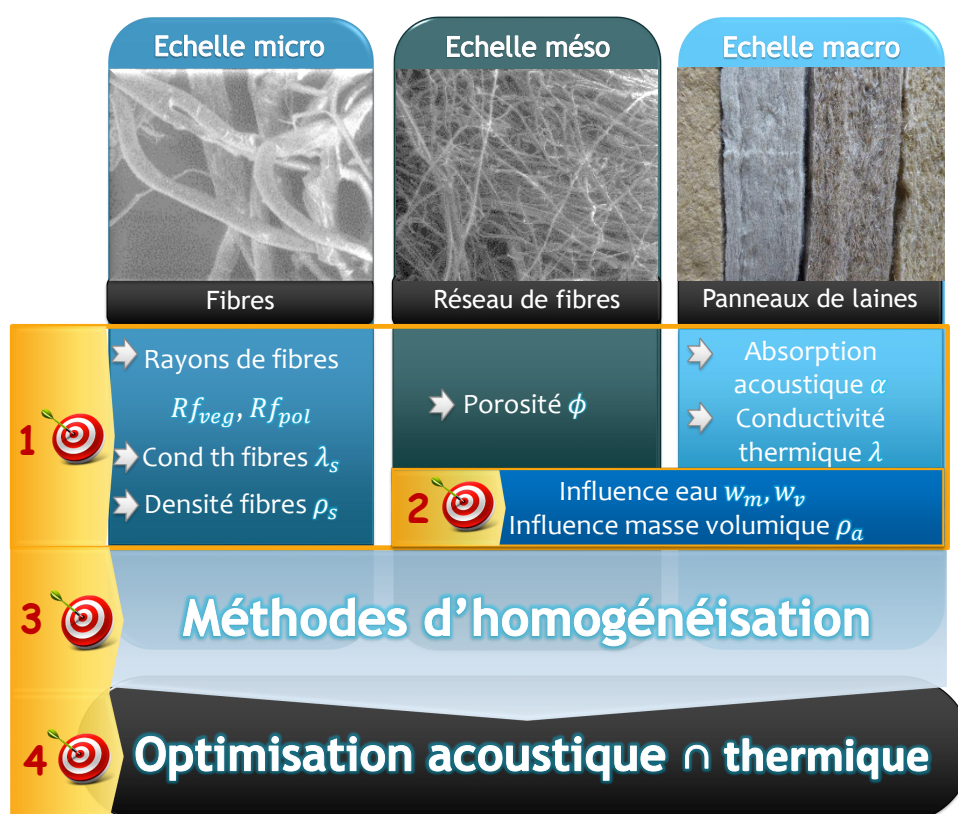 Echelle micro
Echelle méso
Echelle macro
Fibres
Réseau de fibres
Panneaux de laines
1
Rayons de fibres
Rf_veg, Rf_pol
Cond th fibres λ_s
Densité fibres ρ_s
Porosité ϕ
Absorption
acoustique α
Conductivité
thermique λ
2
Influence eau w_m, w_v
Influence masse volumique ρ_a
3
Méthodes d’homogénéisation
4
Optimisation acoustique ∩ thermique